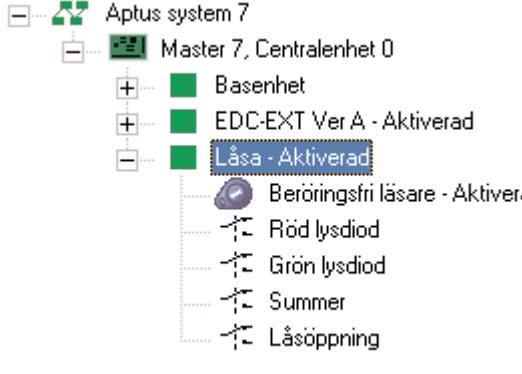 Aptus system 7
Master 7, Centralenhet 0
Basenhet
EDC-EXT Ver A - Aktiverad
Låsa - Aktiverad
Beröringsfri läsare - Aktivera
Röd lysdiod
Grön lysdiod
Summer
Låsöppning